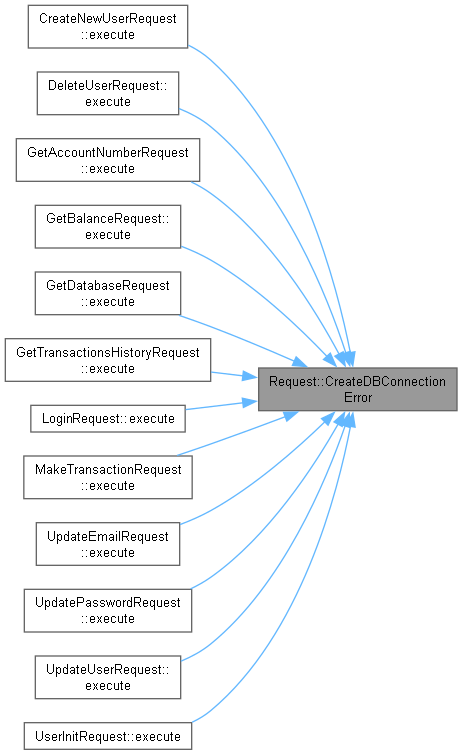 CreateNewUserRequest
::execute
DeleteUserRequest::
execute
GetAccountNumberRequest
::execute
GetBalanceRequest::
execute
GetDatabaseRequest
::execute
GetTransactionsHistoryRequest
::execute
Request::CreateDBConnection
Error
LoginRequest::execute
MakeTransactionRequest
::execute
UpdateEmailRequest
::execute
UpdatePasswordRequest
::execute
UpdateUserRequest::
execute
UserInitRequest::execute